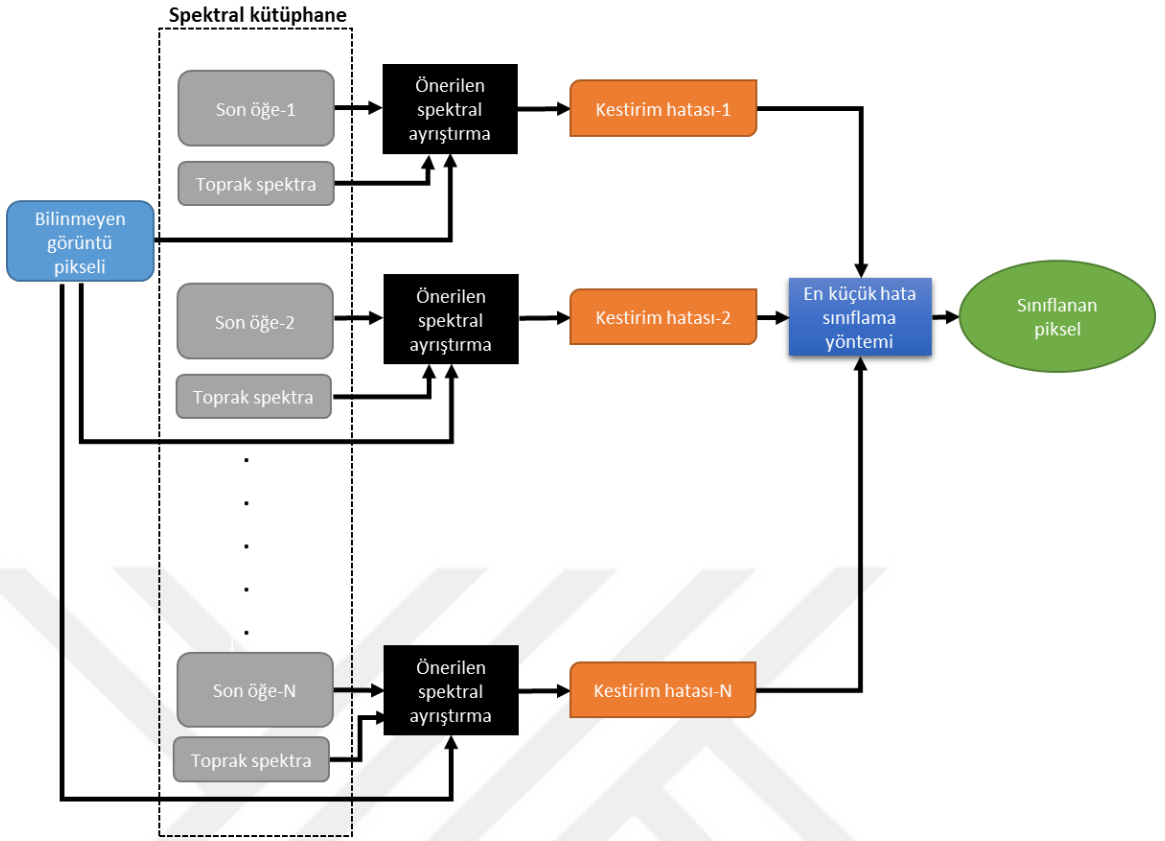 Spektral kütüphane
Son öğe-1
Önerilen
spektral
ayrıştırma
Kestirim hatası-1
Toprak spektra
Bilinmeyen
görüntü
pikseli
Son öğe-2
Önerilen
spektral
ayrıştırma
Kestirim hatası-2
Toprak spektra
En küçük hata
sınıflama
yöntemi
Sınıflanan
piksel
Son öğe-N
Önerilen
spektral
ayrıştırma
Kestirim hatası-N
Toprak spektra